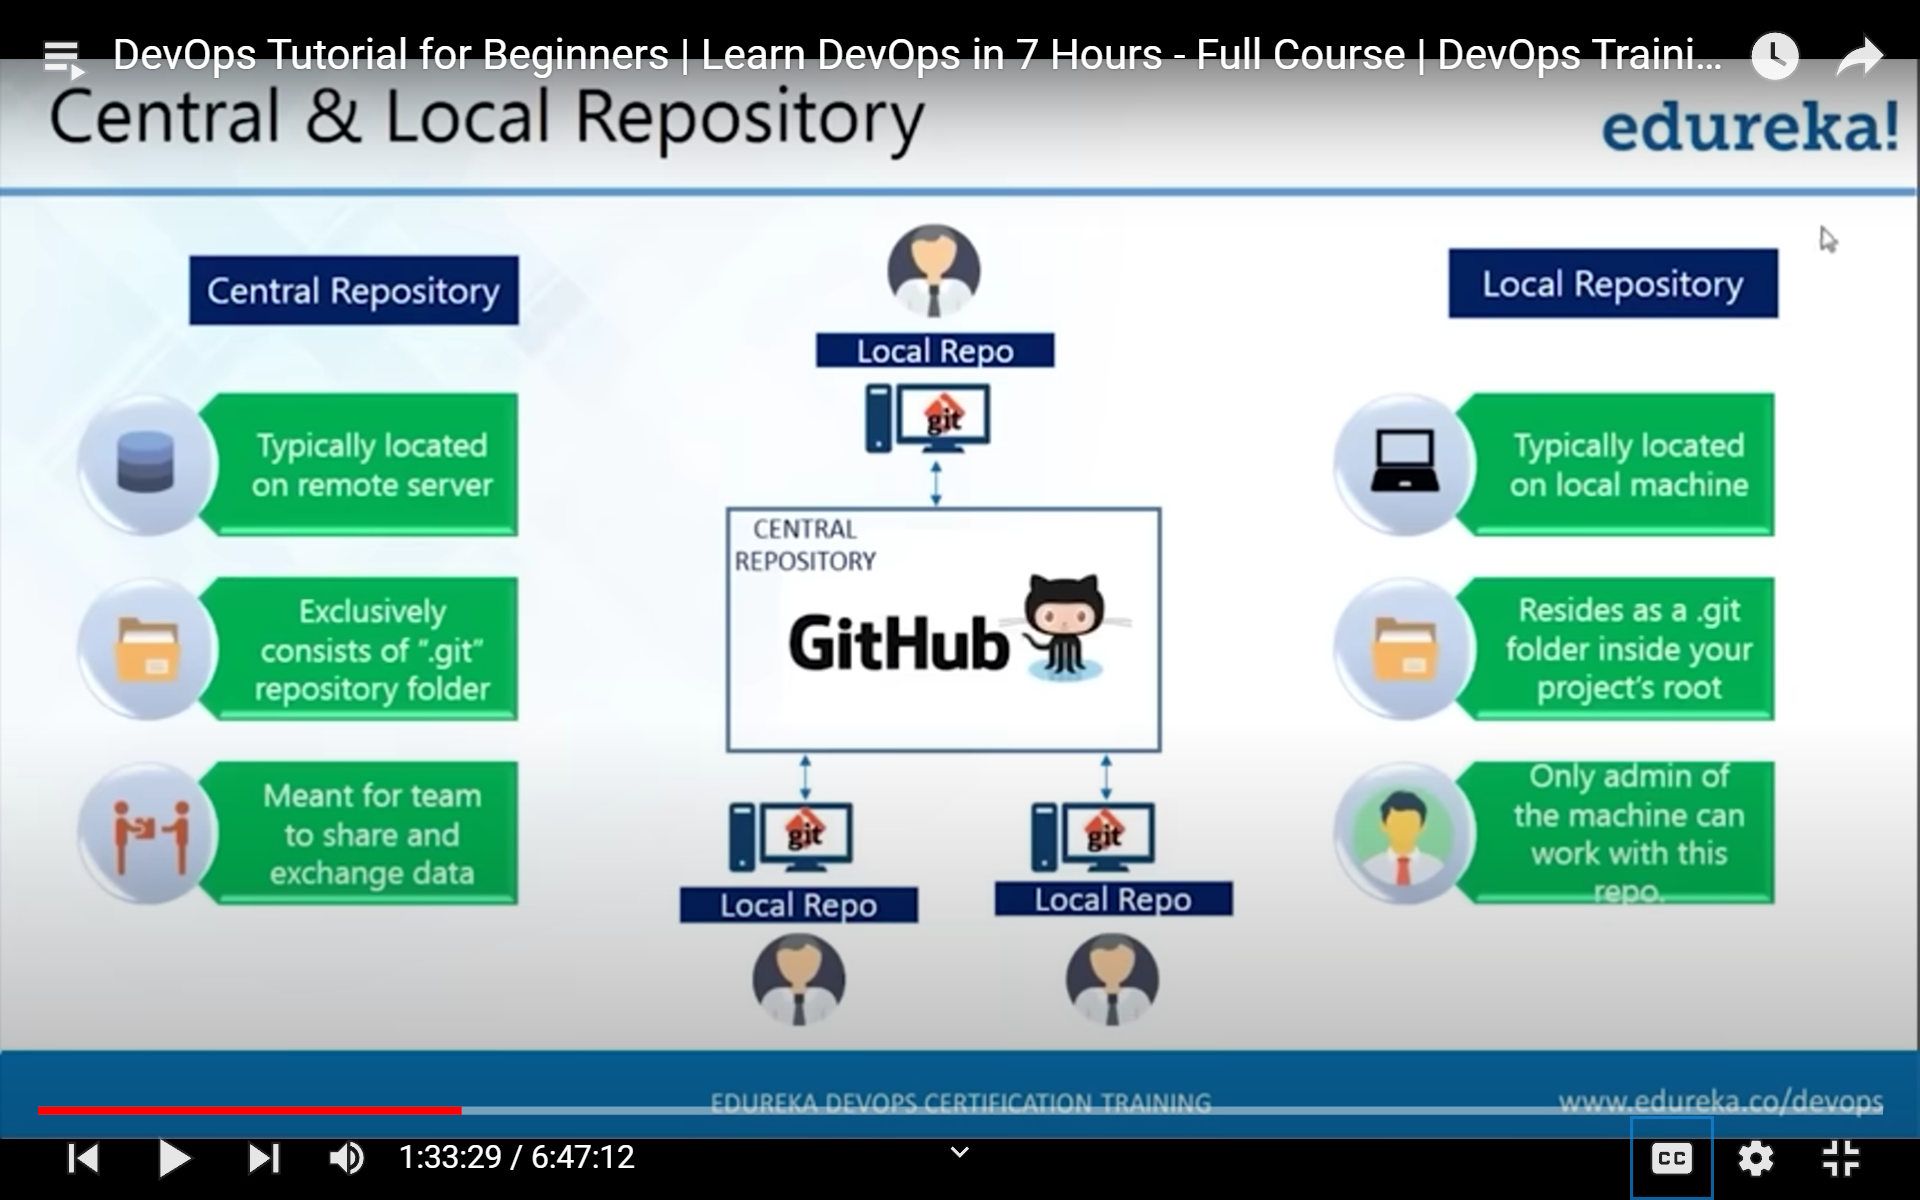 DevOps Tutorial for Beginners | Learn DevOps in 7 Hours - Full Course | DevOps Traini...
Central & Local Repository
edureka!
Central Repository
Typically located
on remote server
Exclusively
consists of ".git"
repository folder
Meant for team
to share and
exchange data
Local Repo
git
CENTRAL
REPOSITORY
GitHub
git
git
Local Repo
Local Repo
Local Repository
Typically located
on local machine
Resides as a .git
folder inside your
project's root
Only admin of
the machine can
work with this
repo.
EDUREKA DEVOPS CERTIFICATION TRAINING
www.edureka.co/devops
1:33:29 / 6:47:12
CC